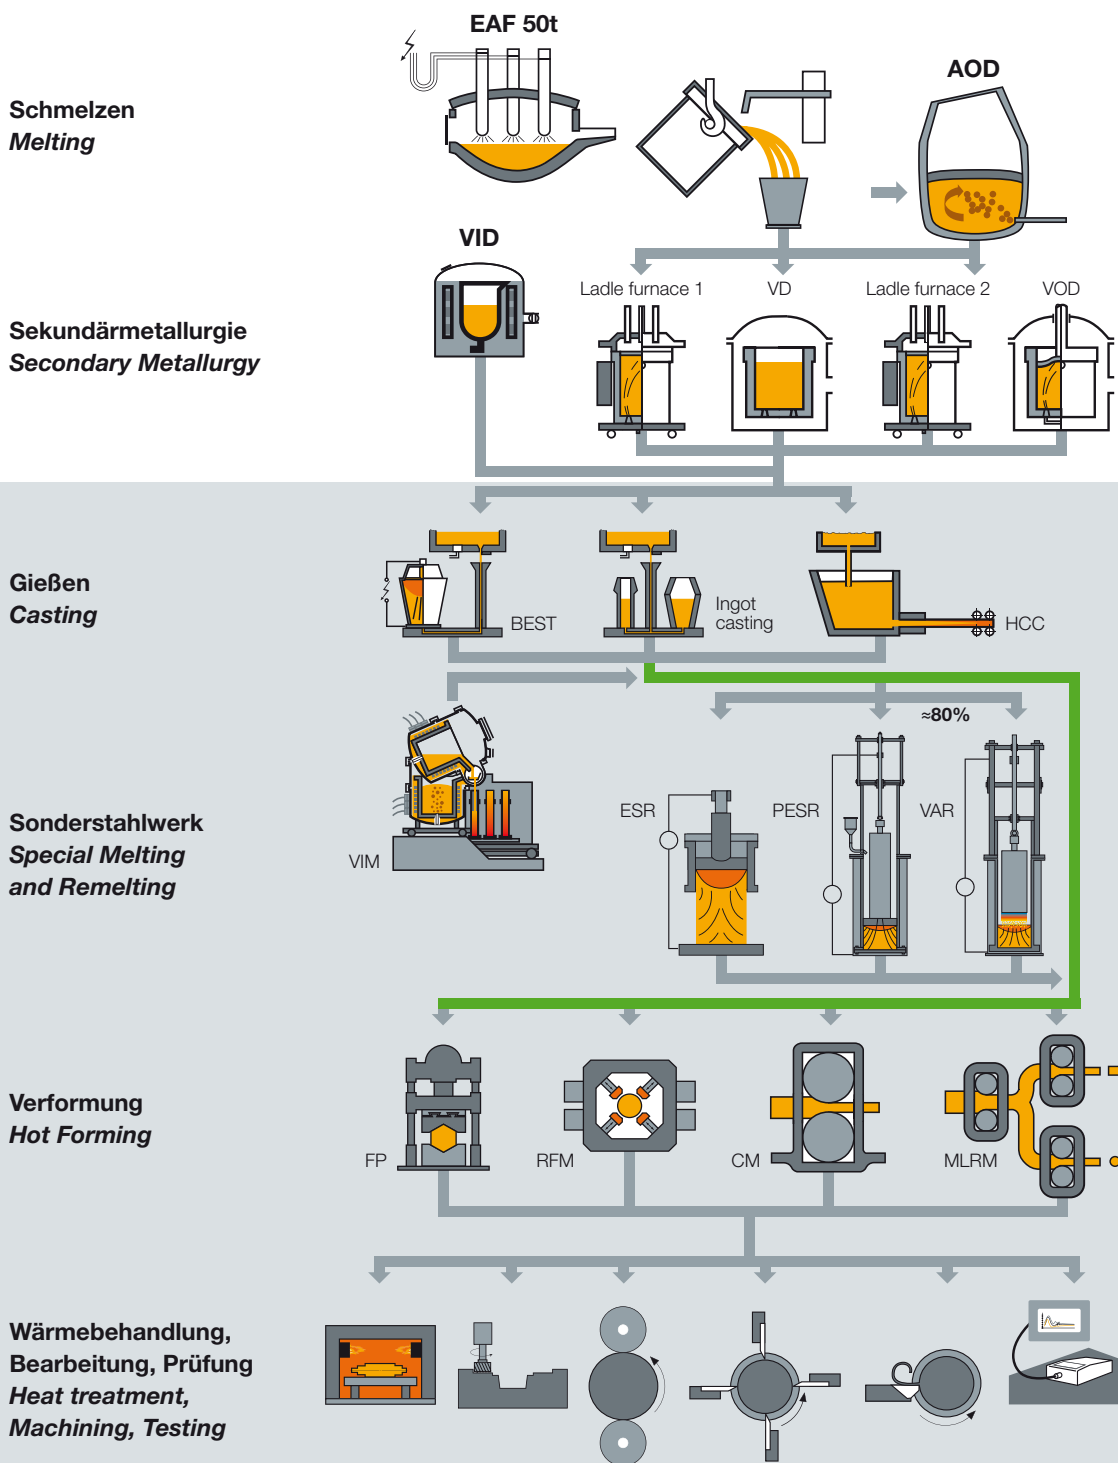 EAF 50t
AOD
Schmelzen
Melting
VID
Ladle furnace 1
VD
Ladle furnace 2
VOD
Sekundärmetallurgie
Secondary Metallurgy
Gießen
Casting
BEST
Ingot
casting
HCC
≈80%
ESR
PESR
VAR
Sonderstahlwerk
Special Melting
and Remelting
VIM
Verformung
Hot Forming
FP
RFM
CM
MLRM
Wärmebehandlung,
Bearbeitung, Prüfung
Heat treatment,
Machining, Testing